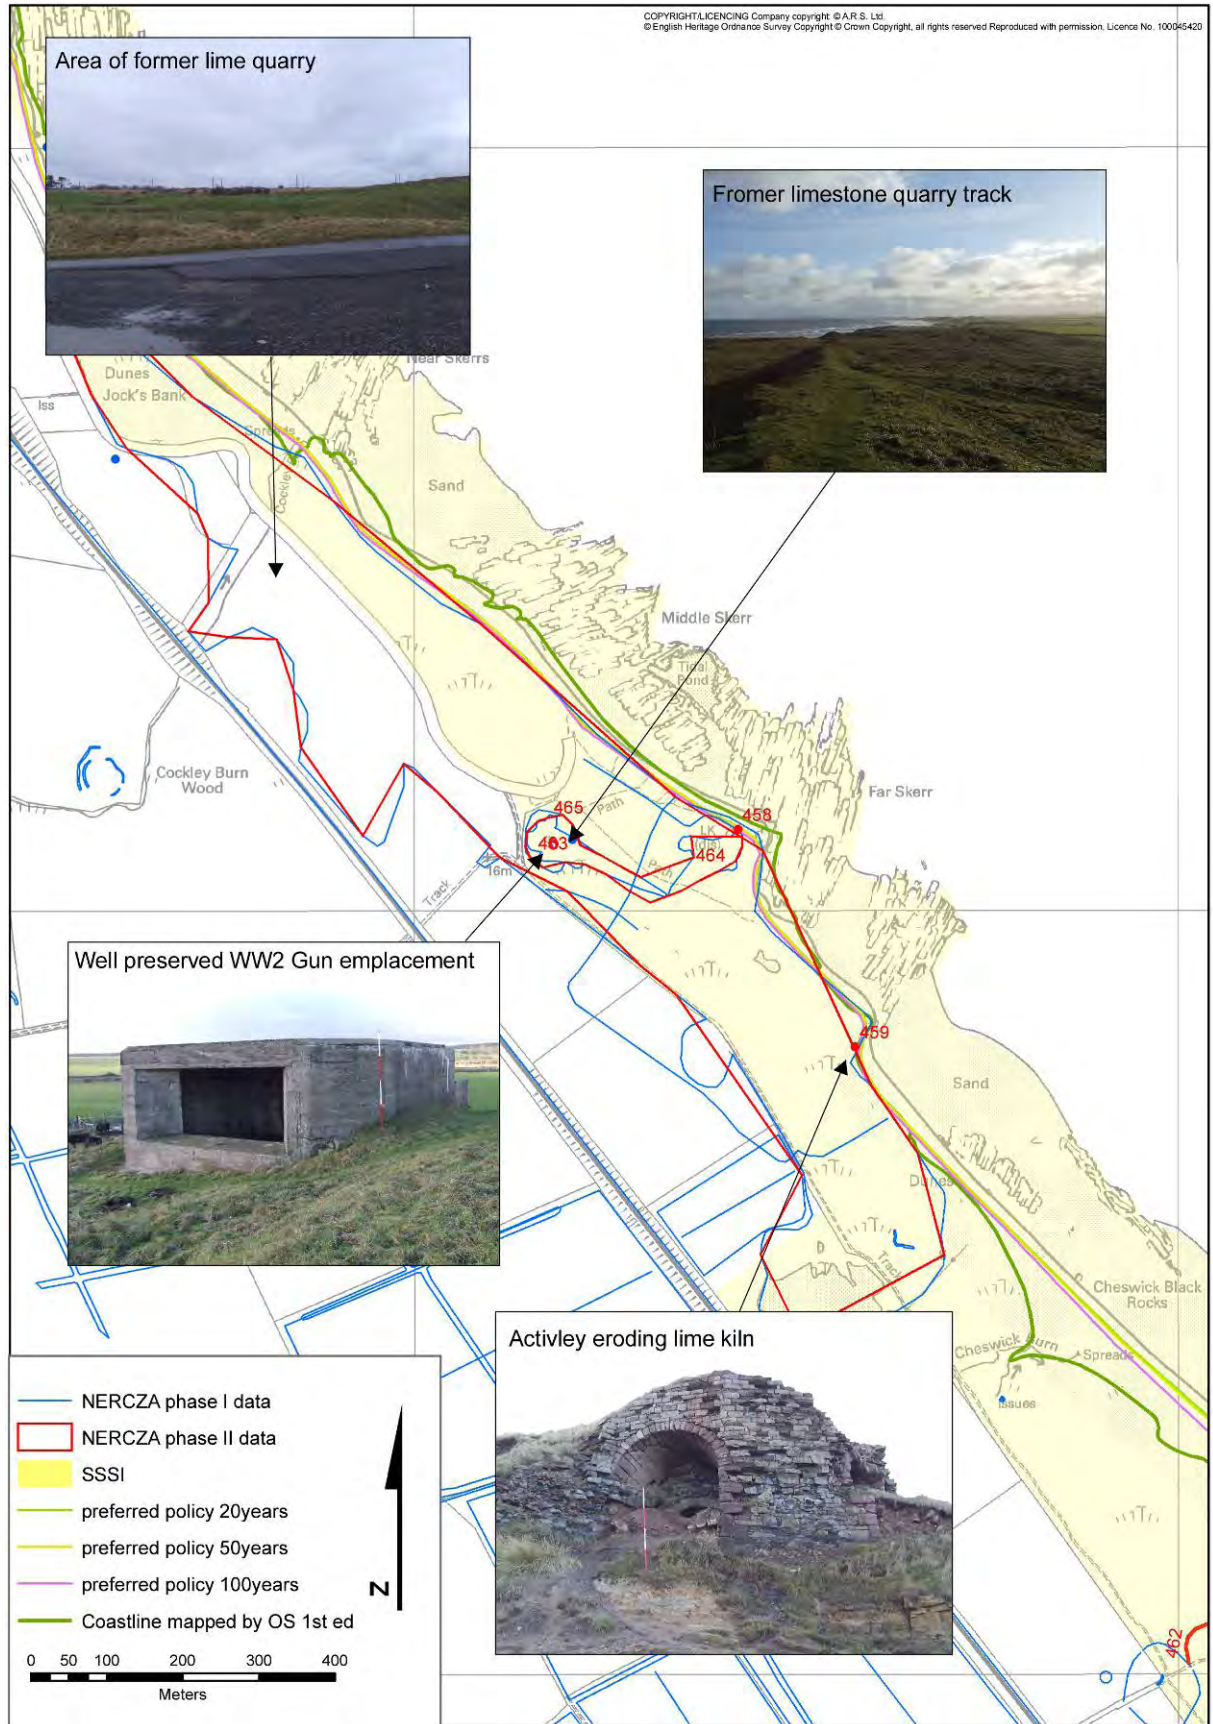 COPYRIGHT/LICENCING Company copyright © A.R.S. Ltd.
© English Heritage Ordnance Survey Copyright © Crown Copyright, all rights reserved Reproduced with permission, Licence No. 100045420
Area of former lime quarry
Fromer limestone quarry track
Near Skerrs
Dunes
Jock's Bank
Iss
Spreads
Cockley
Sand
Middle Skerr
Tidal
Pond
Cockley Burn
Wood
Far Skerr
465
Path
458
LK
(dis)
463
464
Path
16m
Track
Well preserved WW2 Gun emplacement
459
Sand
Dunes
D
Track
Cheswick Black
Rocks
Activley eroding lime kiln
Cheswick Burn
Spreads
Issues
NERCZA phase I data
NERCZA phase II data
SSSI
preferred policy 20years
preferred policy 50years
preferred policy 100years
Coastline mapped by OS 1st ed
N
0 50 100 200 300 400
Meters
462